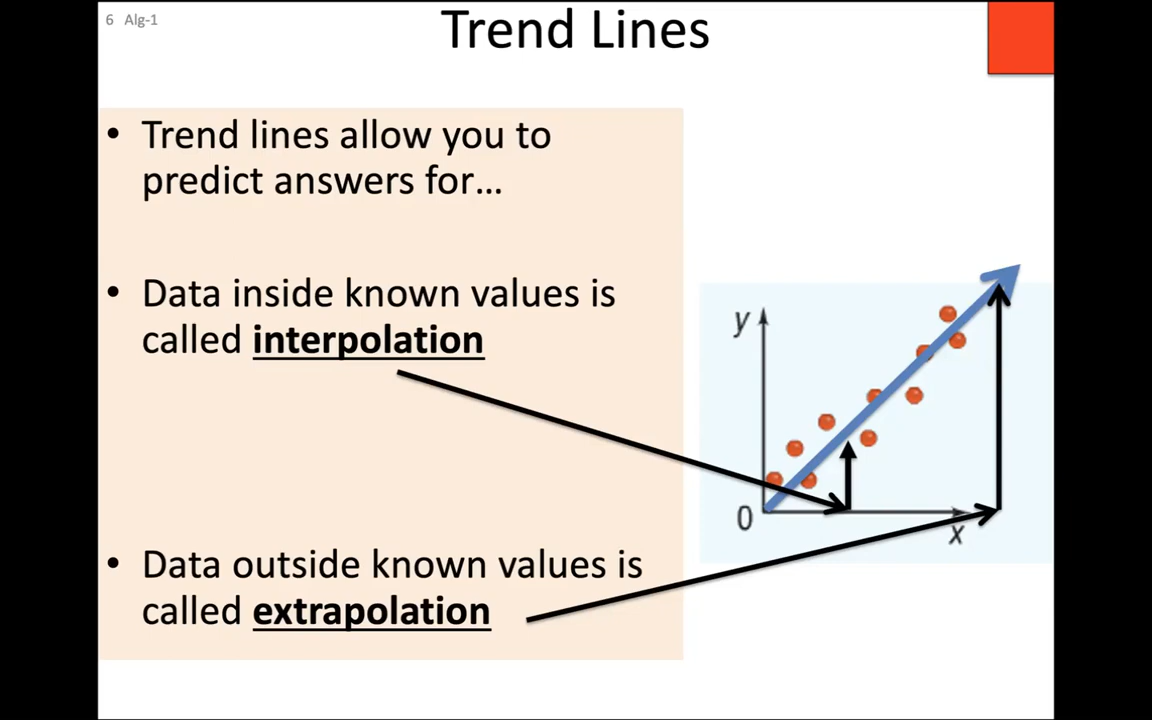 6 Alg-1
Trend Lines
• Trend lines allow you to
predict answers for…
• Data inside known values is
called interpolation
• Data outside known values is
called extrapolation
y
0
x